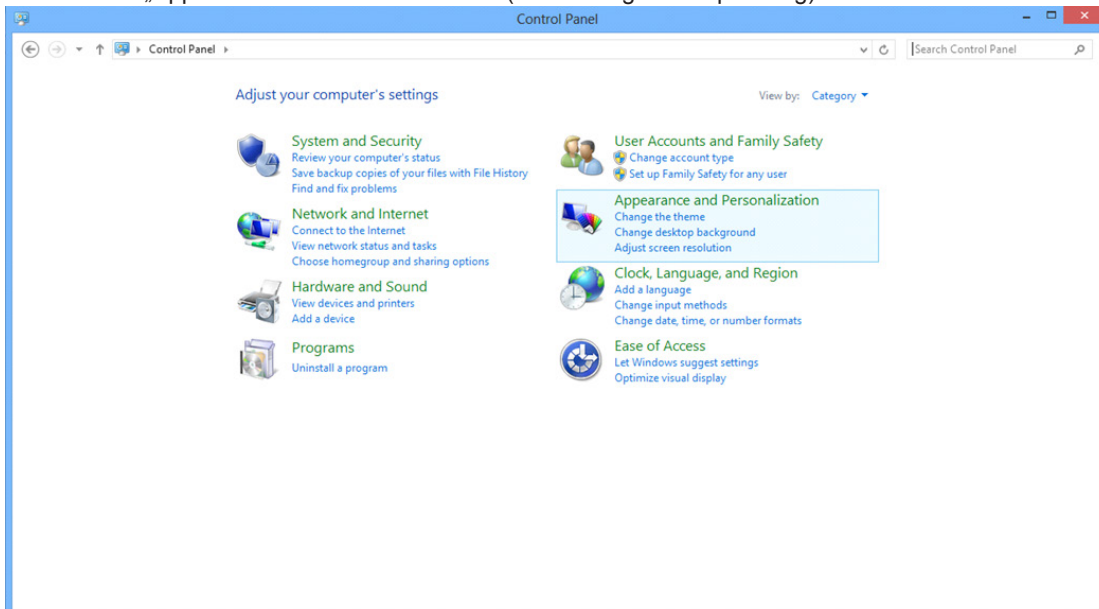 Control Panel
Control Panel
Search Control Panel
Adjust your computer's settings
View by: Category
System and Security
Review your computer's status
Save backup copies of your files with File History
Find and fix problems
Network and Internet
Connect to the Internet
View network status and tasks
Choose homegroup and sharing options
Hardware and Sound
View devices and printers
Add a device
Programs
Uninstall a program
User Accounts and Family Safety
Change account type
Set up Family Safety for any user
Appearance and Personalization
Change the theme
Change desktop background
Adjust screen resolution
Clock, Language, and Region
Add a language
Change input methods
Change date, time, or number formats
Ease of Access
Let Windows suggest settings
Optimize visual display